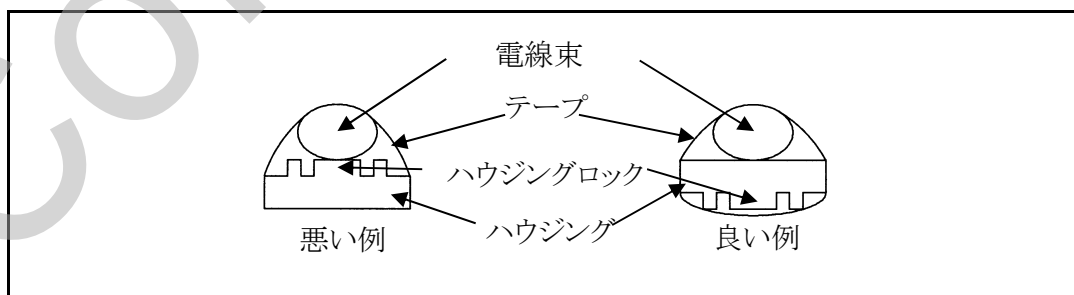 電線束
テープ
ハウジングロック
ハウジング
悪い例
良い例